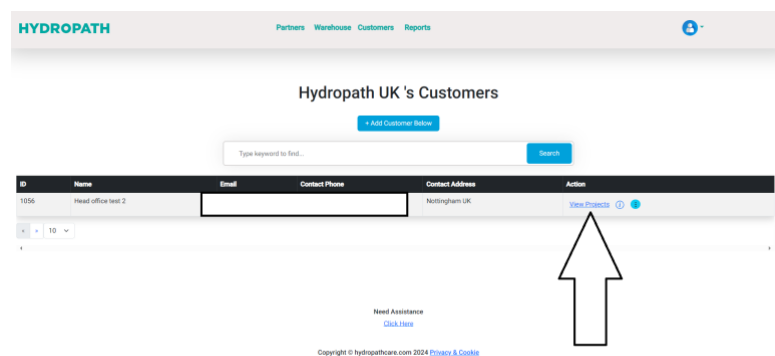 HYDROPATH
Partners Warehouse Customers Reports
Hydropath UK 's Customers
+ Add Customer Below
Type keyword to find...
Search
ID Name Email Contact Phone Contact Address Action
1056 Head office test 2 Nottingham UK View Projects
« » 10
Need Assistance
Click Here
Copyright © hydropathcare.com 2024 Privacy & Cookie